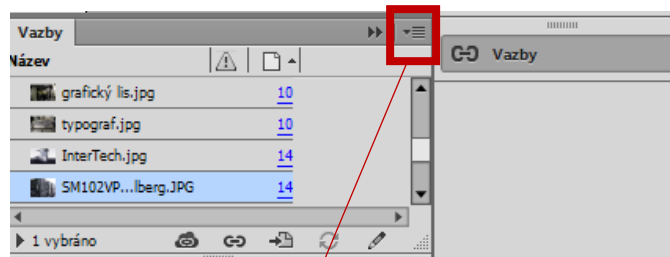 Vazby
Vazby
Název
grafický lis.jpg 10
typograf.jpg 10
InterTech.jpg 14
SM102VP...lberg.JPG 14
1 vybráno